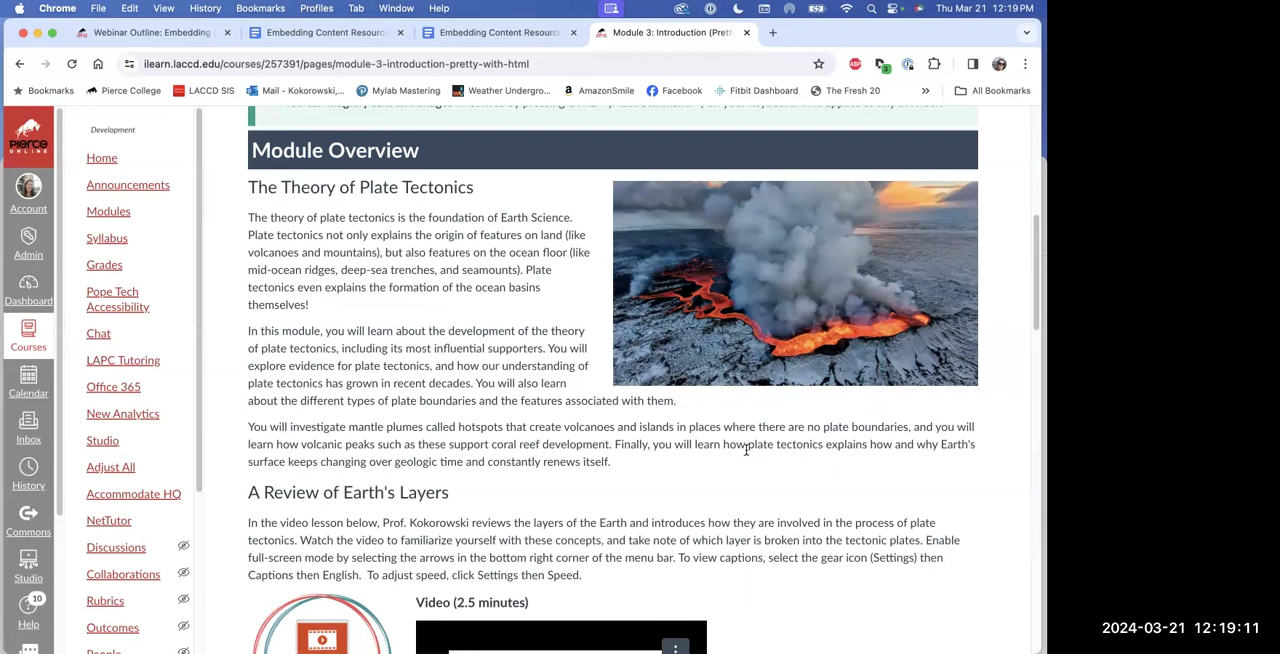 Chrome File Edit View History Bookmarks Profiles Tab Window Help Thu Mar 21 12:19 PM
Webinar Outline: Embedding Embedding Content Resourc Embedding Content Resourc Module 3: Introduction (Prett
ilearn.laccd.edu/courses/257391/pages/module-3-introduction-pretty-with-html
Bookmarks Pierce College LACCD SIS Mail - Kokorowski,... Mylab Mastering Weather Undergro... AmazonSmile Facebook Fitbit Dashboard The Fresh 20 » All Bookmarks
PIERCE
ONLINE
Account
Admin
Dashboard
Courses
Calendar
Inbox
History
Commons
Studio
10
Help
Development
Home
Announcements
Modules
Syllabus
Grades
Pope Tech
Accessibility
Chat
LAPC Tutoring
Office 365
New Analytics
Studio
Adjust All
Accommodate HQ
NetTutor
Discussions
Collaborations
Rubrics
Outcomes
People
Module Overview
The Theory of Plate Tectonics
The theory of plate tectonics is the foundation of Earth Science.
Plate tectonics not only explains the origin of features on land (like
volcanoes and mountains), but also features on the ocean floor (like
mid-ocean ridges, deep-sea trenches, and seamounts). Plate
tectonics even explains the formation of the ocean basins
themselves!
In this module, you will learn about the development of the theory
of plate tectonics, including its most influential supporters. You will
explore evidence for plate tectonics, and how our understanding of
plate tectonics has grown in recent decades. You will also learn
about the different types of plate boundaries and the features associated with them.
You will investigate mantle plumes called hotspots that create volcanoes and islands in places where there are no plate boundaries, and you will
learn how volcanic peaks such as these support coral reef development. Finally, you will learn how plate tectonics explains how and why Earth's
surface keeps changing over geologic time and constantly renews itself.
A Review of Earth's Layers
In the video lesson below, Prof. Kokorowski reviews the layers of the Earth and introduces how they are involved in the process of plate
tectonics. Watch the video to familiarize yourself with these concepts, and take note of which layer is broken into the tectonic plates. Enable
full-screen mode by selecting the arrows in the bottom right corner of the menu bar. To view captions, select the gear icon (Settings) then
Captions then English. To adjust speed, click Settings then Speed.
Video (2.5 minutes)
2024-03-21 12:19:11